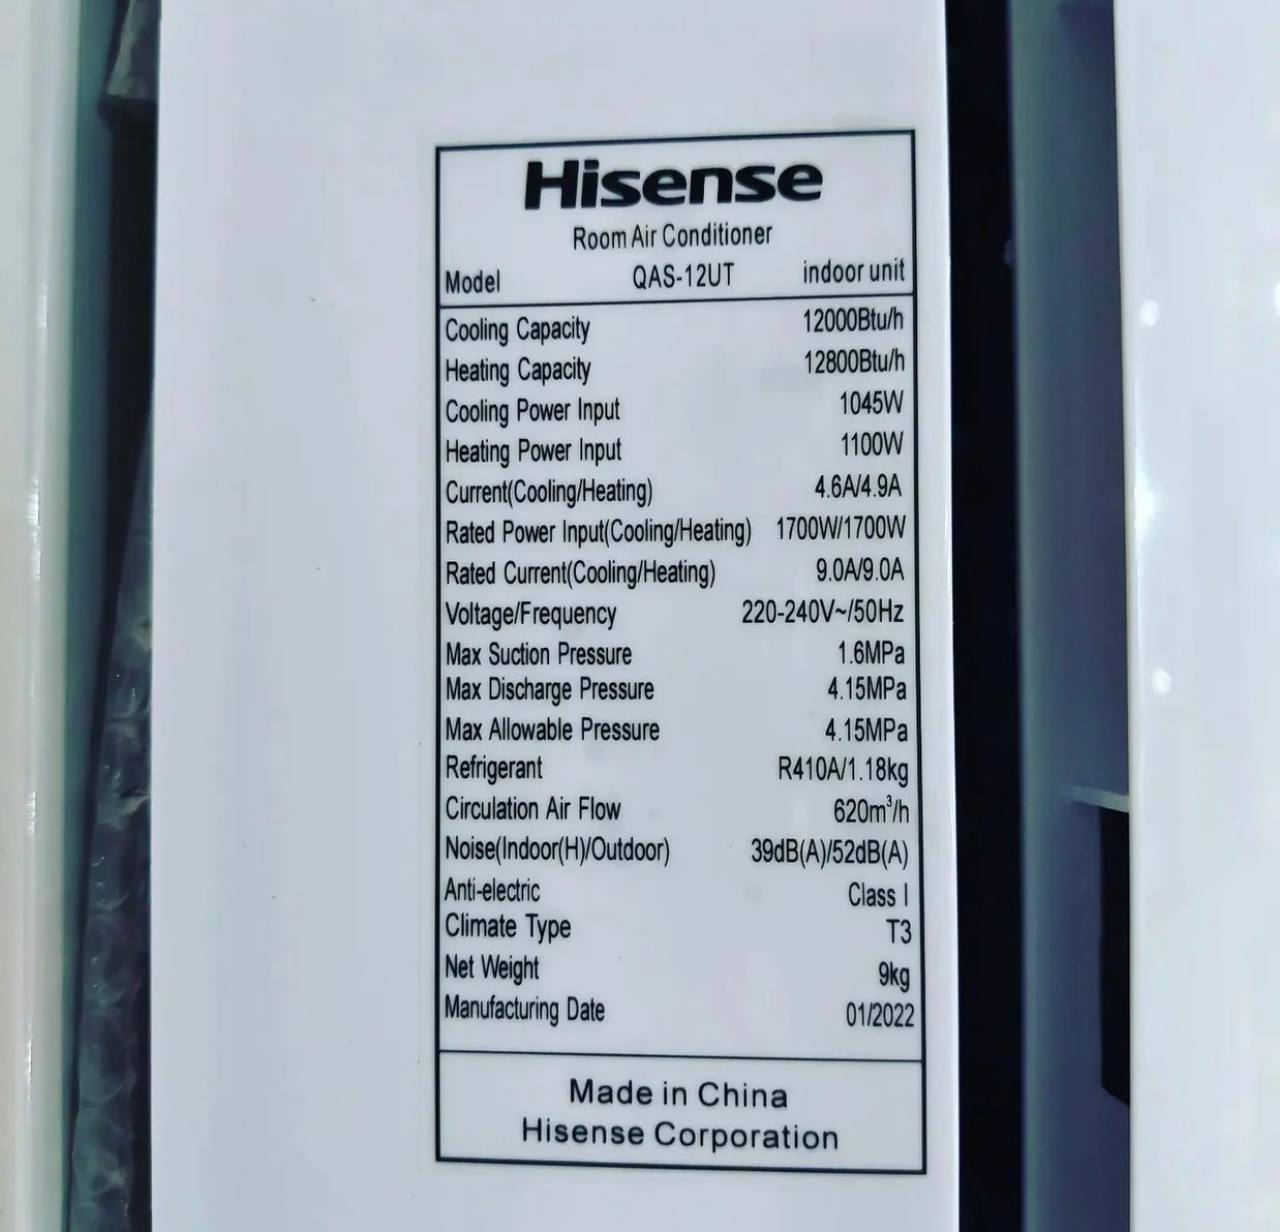 Hisense
Room Air Conditioner
Model QAS-12UT indoor unit
Cooling Capacity 12000Btu/h
Heating Capacity 12800Btu/h
Cooling Power Input 1045W
Heating Power Input 1100W
Current(Cooling/Heating) 4.6A/4.9A
Rated Power Input(Cooling/Heating) 1700W/1700W
Rated Current(Cooling/Heating) 9.0A/9.0A
Voltage/Frequency 220-240V~/50Hz
Max Suction Pressure 1.6MPa
Max Discharge Pressure 4.15MPa
Max Allowable Pressure 4.15MPa
Refrigerant R410A/1.18kg
Circulation Air Flow 620m³/h
Noise(Indoor(H)/Outdoor) 39dB(A)/52dB(A)
Anti-electric Class I
Climate Type T3
Net Weight 9kg
Manufacturing Date 01/2022
Made in China
Hisense Corporation